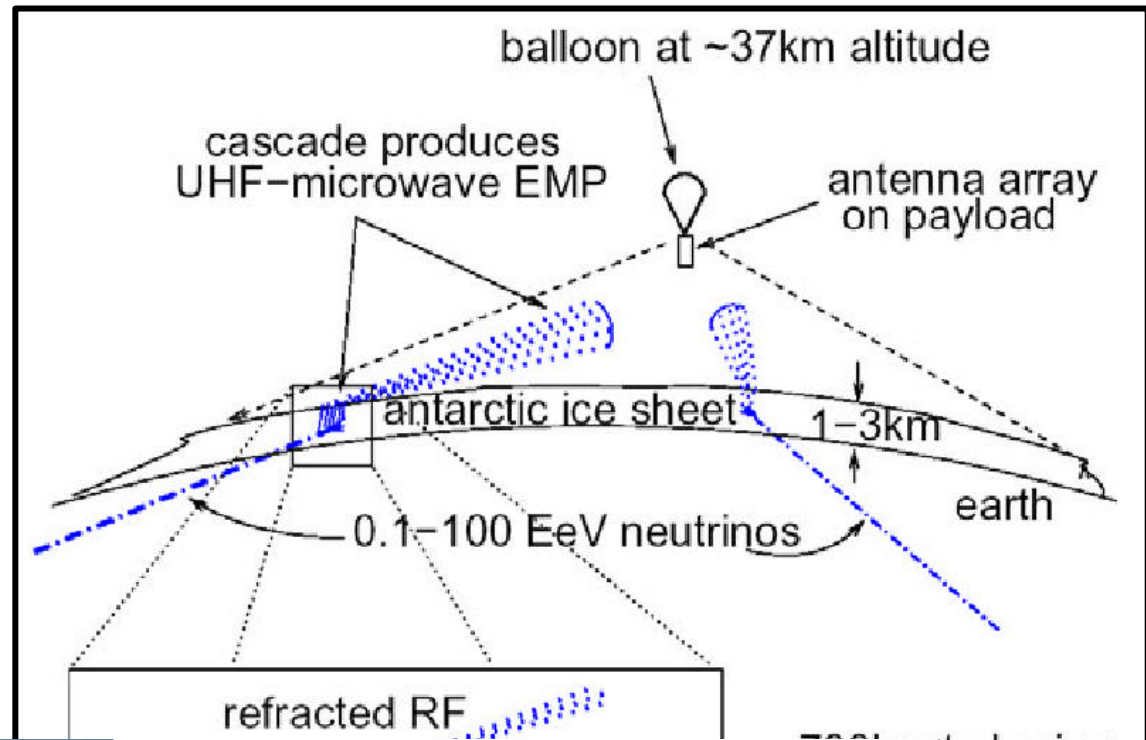 balloon at ~37km altitude
cascade produces
UHF−microwave EMP
antenna array
on payload
antarctic ice sheet
1−3km
earth
0.1−100 EeV neutrinos
refracted RF